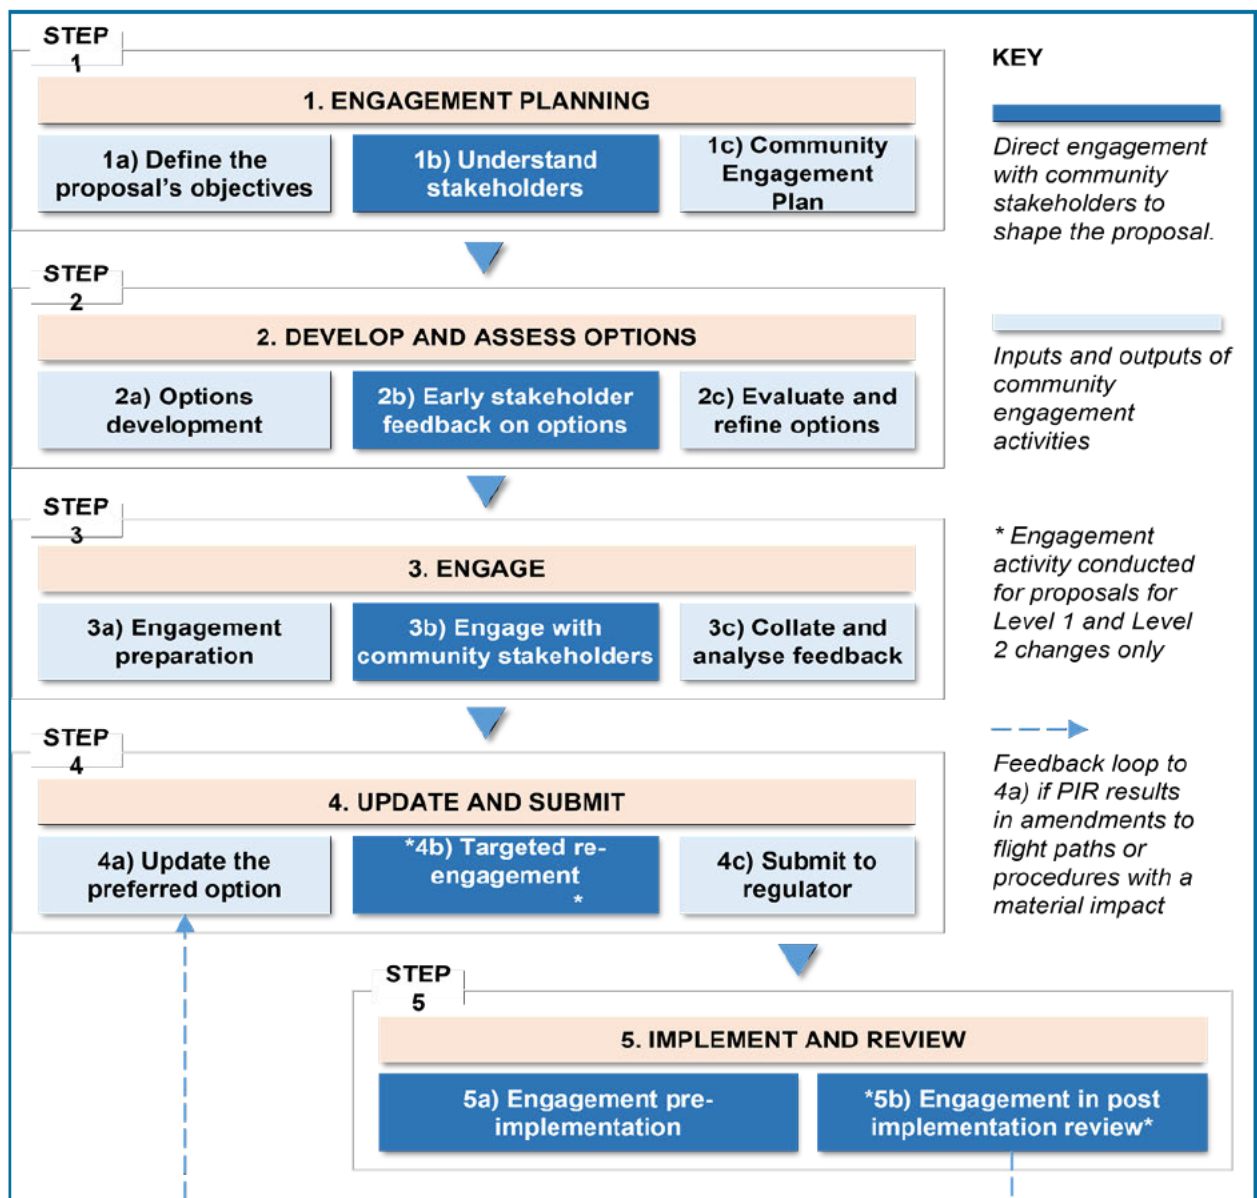 STEP
1
1. ENGAGEMENT PLANNING
1a) Define the
proposal's objectives
1b) Understand
stakeholders
1c) Community
Engagement
Plan
STEP
2
2. DEVELOP AND ASSESS OPTIONS
2a) Options
development
2b) Early stakeholder
feedback on options
2c) Evaluate and
refine options
STEP
3
3. ENGAGE
3a) Engagement
preparation
3b) Engage with
community stakeholders
3c) Collate and
analyse feedback
STEP
4
4. UPDATE AND SUBMIT
4a) Update the
preferred option
*4b) Targeted re-
engagement
*
4c) Submit to
regulator
STEP
5
5. IMPLEMENT AND REVIEW
5a) Engagement pre-
implementation
*5b) Engagement in post
implementation review*
KEY
Direct engagement
with community
stakeholders to
shape the proposal.
Inputs and outputs of
community
engagement
activities
* Engagement
activity conducted
for proposals for
Level 1 and Level
2 changes only
Feedback loop to
4a) if PIR results
in amendments to
flight paths or
procedures with a
material impact